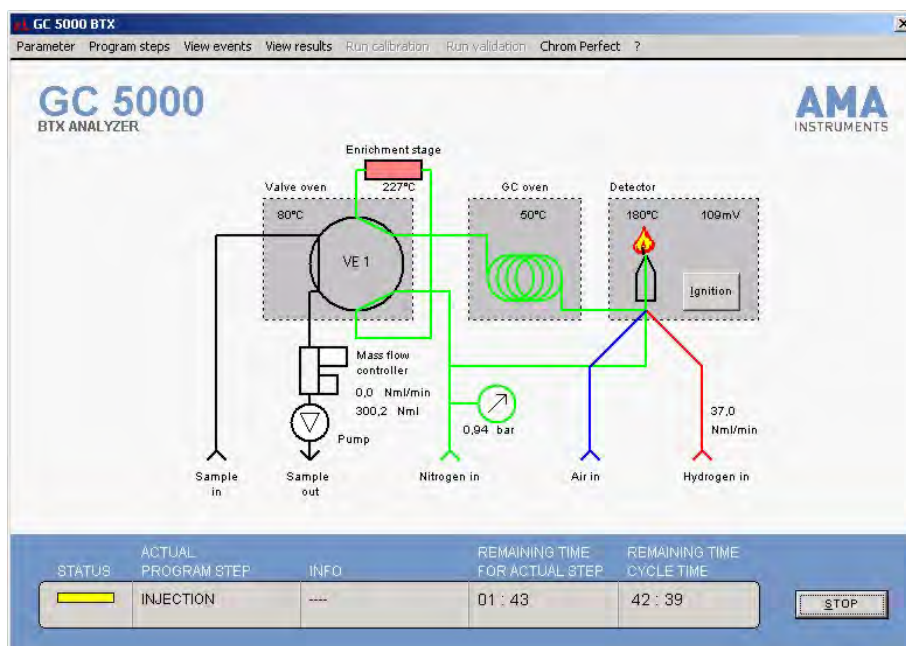 GC 5000 BTX
Parameter Program steps View events View results Run calibration Run validation Chrom Perfect ?
GC 5000
BTX ANALYZER
AMA
INSTRUMENTS
Enrichment stage
Valve oven 227°C GC oven Detector
80°C 50°C 180°C 109mV
VE 1
Ignition
Mass flow
controller
0,0 Nml/min
300,2 Nml
Pump
0,94 bar
37,0
Nml/min
Sample
in
Sample
out
Nitrogen in
Air in
Hydrogen in
STATUS
ACTUAL
PROGRAM STEP
INFO
REMAINING TIME
FOR ACTUAL STEP
REMAINING TIME
CYCLE TIME
INJECTION ---- 01 : 43 42 : 39
STOP